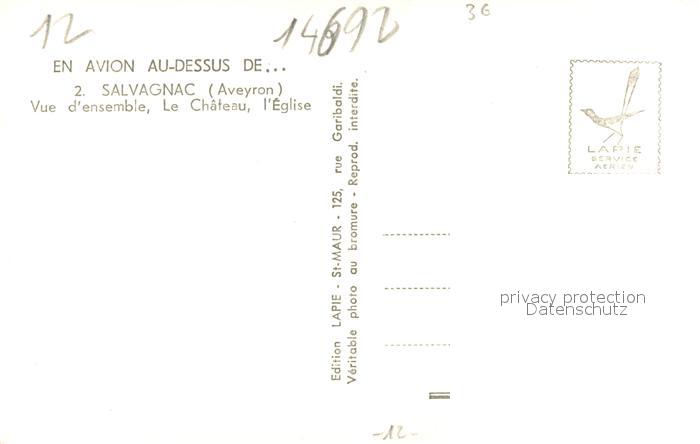 12
14692
36
EN AVION AU-DESSUS DE...
2. SALVAGNAC (Aveyron)
Vue d'ensemble, Le Château, l'Église
Edition LAPIE - St-MAUR - 125, rue Garibaldi.
Véritable photo au bromure - Reprod. interdite.
LAPIE
SERVICE
AERIEN
privacy protection
Datenschutz
-12-